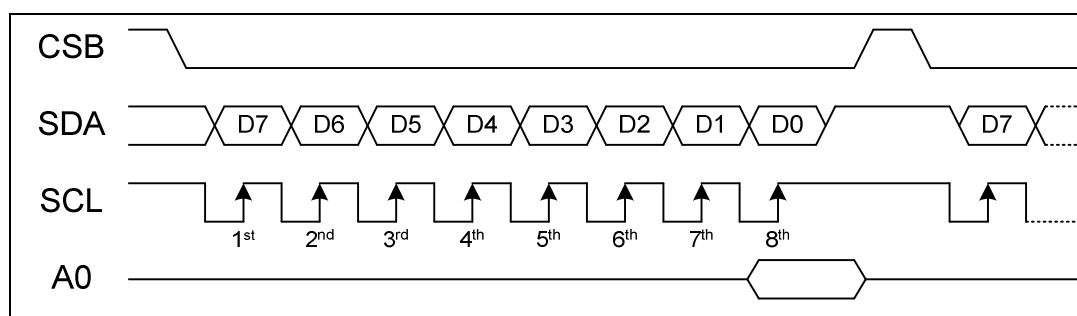 CSB
SDA D7 D6 D5 D4 D3 D2 D1 D0 D7
SCL
1st 2nd 3rd 4th 5th 6th 7th 8th
A0